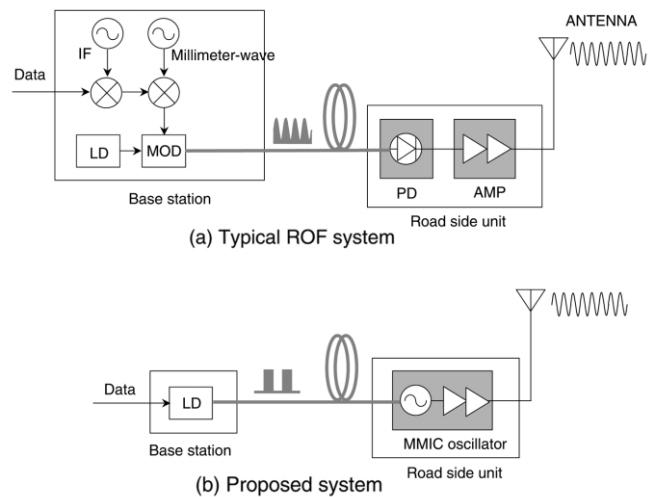 ANTENNA
IF
Millimeter-wave
Data
LD
MOD
PD
AMP
Base station
Road side unit
(a) Typical ROF system
Data
LD
MMIC oscillator
Base station
Road side unit
(b) Proposed system